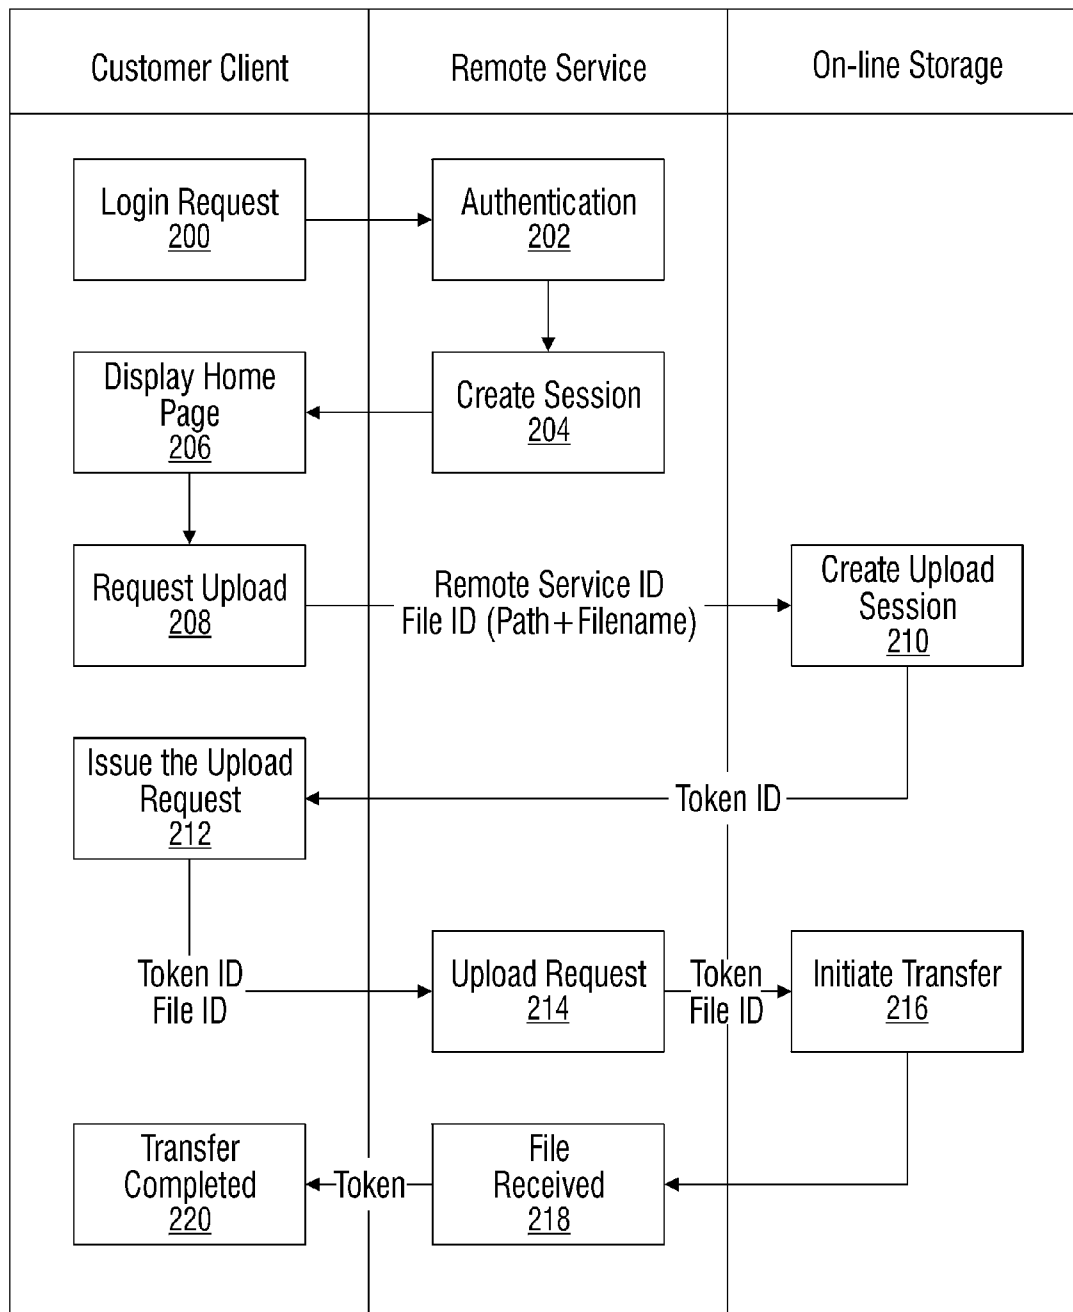 Customer Client
Remote Service
On-line Storage
Login Request
200
Authentication
202
Display Home
Page
206
Create Session
204
Request Upload
208
Remote Service ID
File ID (Path+Filename)
Create Upload
Session
210
Issue the Upload
Request
212
Token ID
Token ID
File ID
Upload Request
214
Token
File ID
Initiate Transfer
216
Transfer
Completed
220
Token
File
Received
218